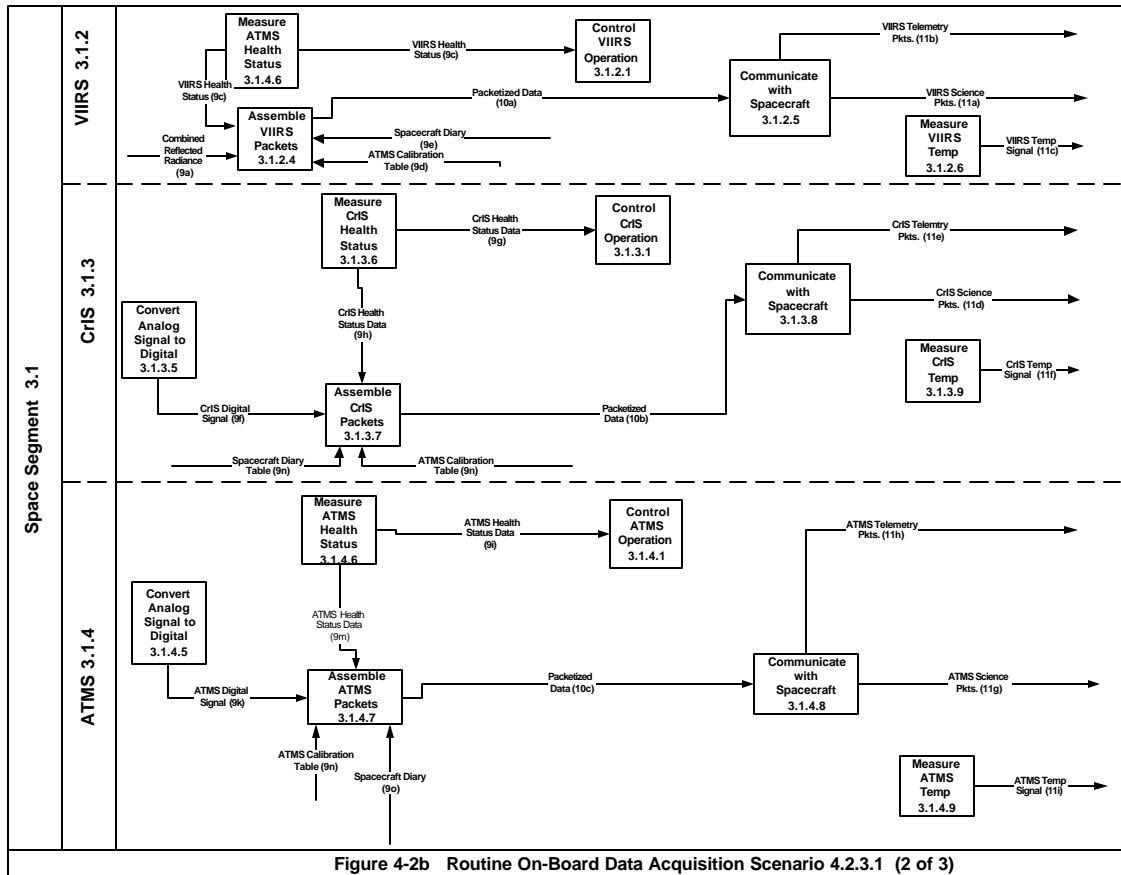 Space Segment 3.1
VIIRS 3.1.2
Measure
ATMS
Health
Status
3.1.4.6
VIIRS Health
Status (9c)
Control
VIIRS
Operation
3.1.2.1
VIIRS Telemetry
Pkts. (11b)
VIIRS Health
Status (9c)
Communicate
with
Spacecraft
3.1.2.5
Packetized Data
(10a)
VIIRS Science
Pkts. (11a)
Assemble
VIIRS
Packets
3.1.2.4
Combined
Reflected
Radiance
(9a)
Spacecraft Diary
(9e)
ATMS Calibration
Table (9d)
Measure
VIIRS
Temp
3.1.2.6
VIIRS Temp
Signal (11c)
CrIS 3.1.3
Measure
CrIS
Health
Status
3.1.3.6
CrIS Health
Status Data
(9g)
Control
CrIS
Operation
3.1.3.1
CrIS Telemtry
Pkts. (11e)
Communicate
with
Spacecraft
3.1.3.8
CrIS Science
Pkts. (11d)
Convert
Analog
Signal to
Digital
3.1.3.5
CrIS Health
Status Data
(9h)
Measure
CrIS
Temp
3.1.3.9
CrIS Temp
Signal (11f)
CrIS Digital
Signal (9f)
Assemble
CrIS
Packets
3.1.3.7
Packetized
Data (10b)
Spacecraft Diary
Table (9n)
ATMS Calibration
Table (9n)
ATMS 3.1.4
Measure
ATMS
Health
Status
3.1.4.6
ATMS Health
Status Data
(9i)
Control
ATMS
Operation
3.1.4.1
ATMS Telemetry
Pkts. (11h)
Convert
Analog
Signal to
Digital
3.1.4.5
ATMS Health
Status Data
(9m)
Communicate
with
Spacecraft
3.1.4.8
ATMS Digital
Signal (9k)
Assemble
ATMS
Packets
3.1.4.7
Packetized
Data (10c)
ATMS Science
Pkts. (11g)
ATMS Calibration
Table (9n)
Spacecraft Diary
(9o)
Measure
ATMS
Temp
3.1.4.9
ATMS Temp
Signal (11i)
Figure 4-2b Routine On-Board Data Acquisition Scenario 4.2.3.1 (2 of 3)